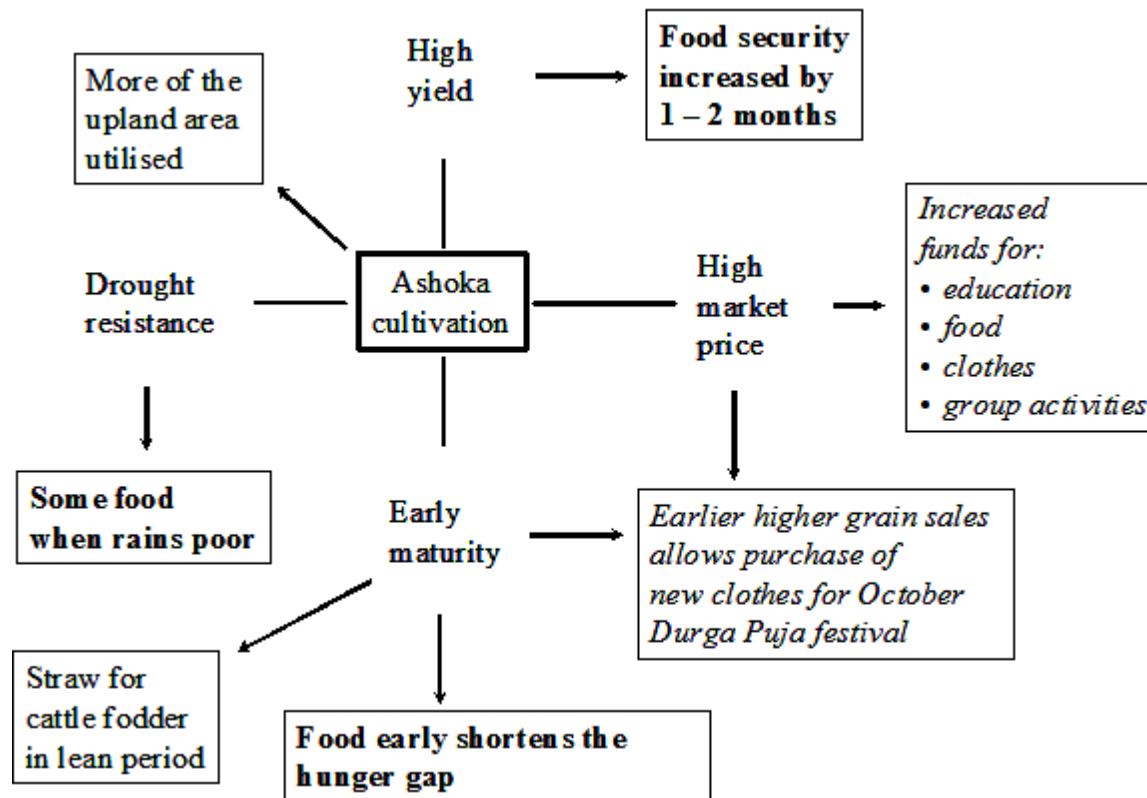 High
yield
Food security
increased by
1 – 2 months
More of the
upland area
utilised
Increased
funds for:
• education
• food
• clothes
• group activities
Drought
resistance
Ashoka
cultivation
High
market
price
Some food
when rains poor
Early
maturity
Earlier higher grain sales
allows purchase of
new clothes for October
Durga Puja festival
Straw for
cattle fodder
in lean period
Food early shortens the
hunger gap